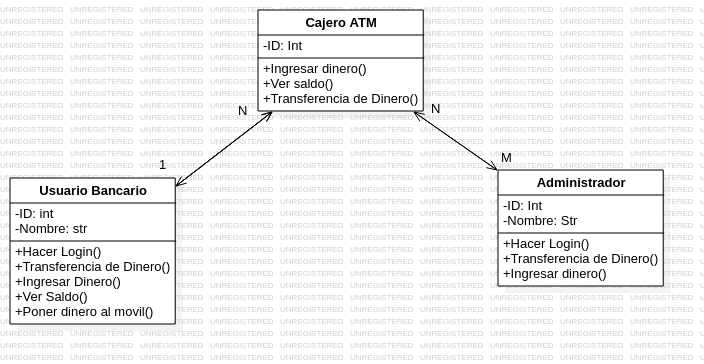 Cajero ATM
-ID: Int
+Ingresar dinero()
+Ver saldo()
+Transferencia de Dinero()
N
N
1
M
Usuario Bancario
-ID: int
-Nombre: str
+Hacer Login()
+Transferencia de Dinero()
+Ingresar Dinero()
+Ver Saldo()
+Poner dinero al movil()
Administrador
-ID: Int
-Nombre: Str
+Hacer Login()
+Transferencia de Dinero()
+Ingresar dinero()
UNREGISTERED